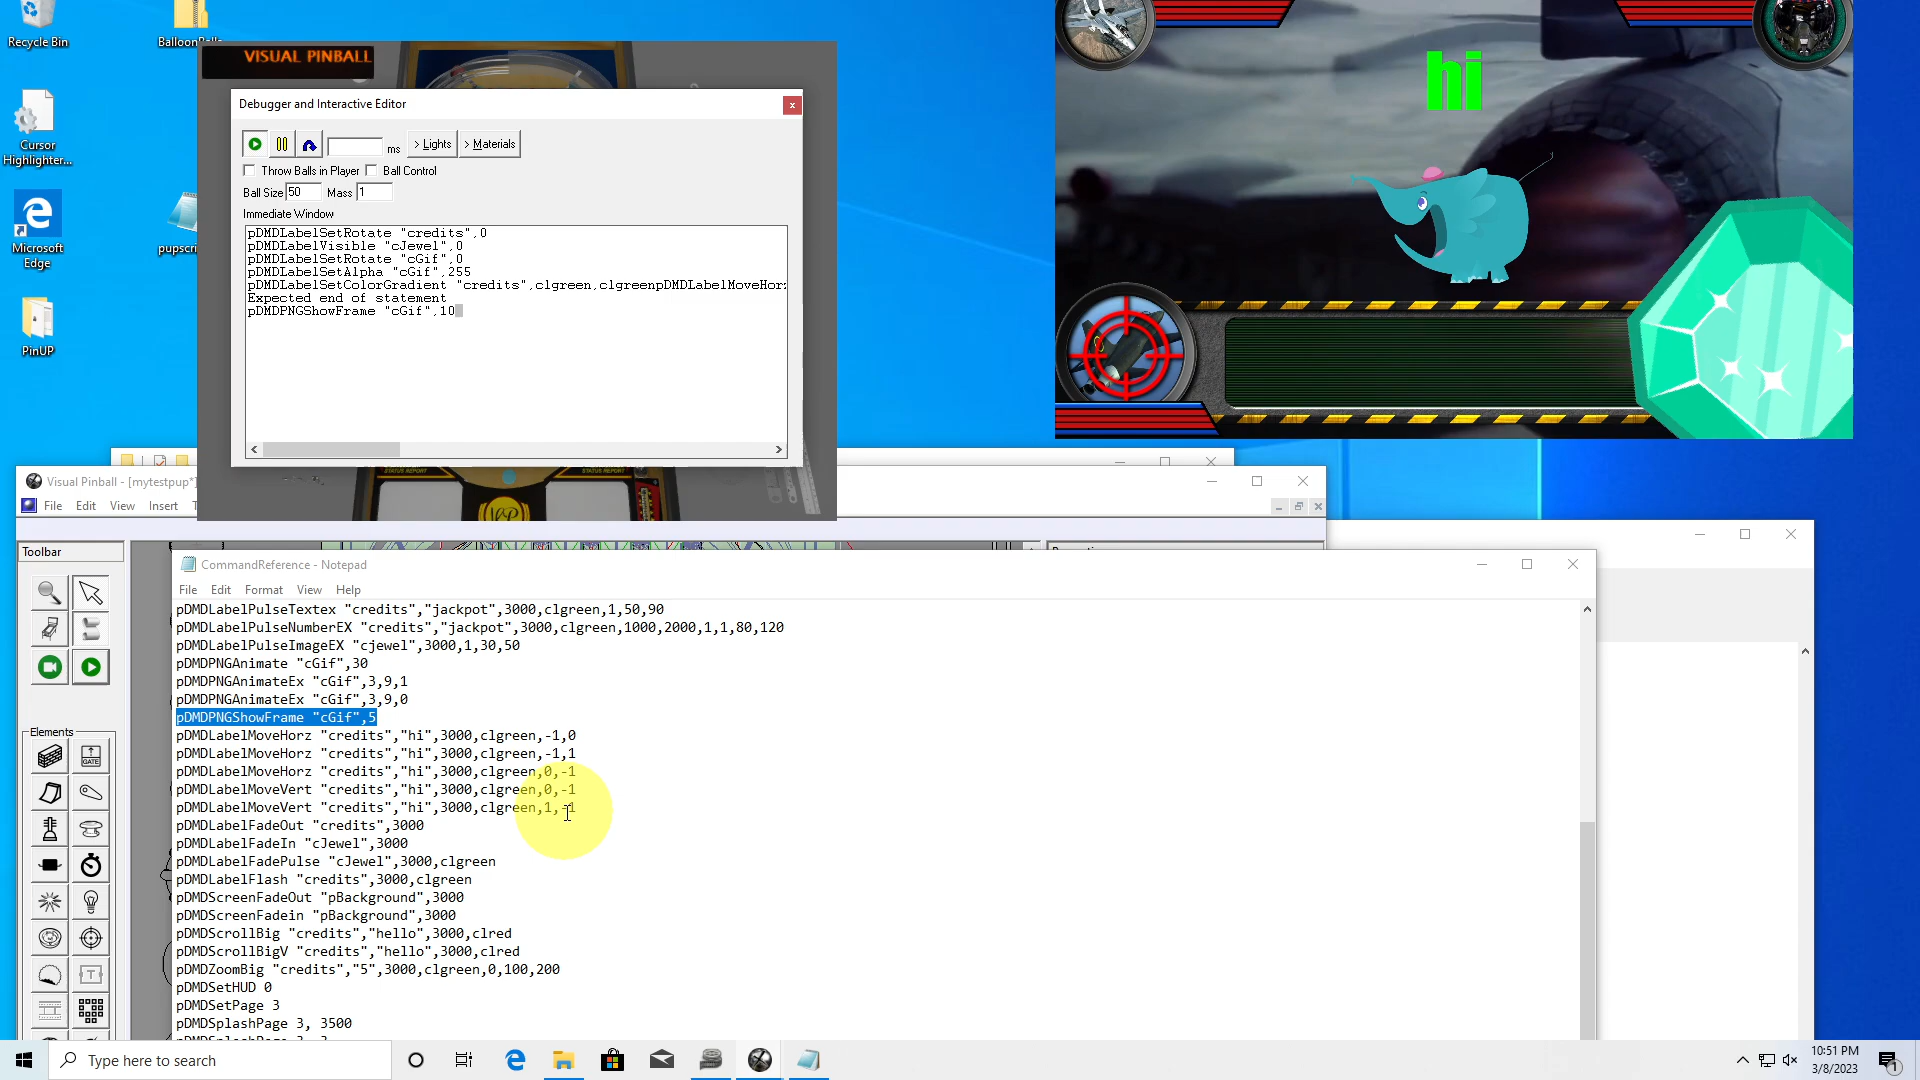 Recycle Bin
BalloonBalls
Cursor
Highlighter...
Microsoft
Edge
pupscri
PinUP
VISUAL PINBALL
Debugger and Interactive Editor
x
ms
> Lights
> Materials
Throw Balls in Player
Ball Control
Ball Size 50
Mass 1
Immediate Window
pDMDLabelSetRotate "credits",0
pDMDLabelVisible "cJewel",0
pDMDLabelSetRotate "cGif",0
pDMDLabelSetAlpha "cGif",255
pDMDLabelSetColorGradient "credits",clgreen,clgreenpDMDLabelMoveHor
Expected end of statement
pDMDPNGShowFrame "cGif",10
STATUS REPORT
STATUS REPORT
hi
Visual Pinball - [mytestpup*]
File
Edit
View
Insert
T
Toolbar
Elements
GATE
T
CommandReference - Notepad
File
Edit
Format
View
Help
pDMDLabelPulseTextex "credits","jackpot",3000,clgreen,1,50,90
pDMDLabelPulseNumberEX "credits","jackpot",3000,clgreen,1000,2000,1,1,80,120
pDMDLabelPulseImageEX "cjewel",3000,1,30,50
pDMDPNGAnimate "cGif",30
pDMDPNGAnimateEx "cGif",3,9,1
pDMDPNGAnimateEx "cGif",3,9,0
pDMDPNGShowFrame "cGif",5
pDMDLabelMoveHorz "credits","hi",3000,clgreen,-1,0
pDMDLabelMoveHorz "credits","hi",3000,clgreen,-1,1
pDMDLabelMoveHorz "credits","hi",3000,clgreen,0,-1
pDMDLabelMoveVert "credits","hi",3000,clgreen,0,-1
pDMDLabelMoveVert "credits","hi",3000,clgreen,1,-1
pDMDLabelFadeOut "credits",3000
pDMDLabelFadeIn "cJewel",3000
pDMDLabelFadePulse "cJewel",3000,clgreen
pDMDLabelFlash "credits",3000,clgreen
pDMDScreenFadeOut "pBackground",3000
pDMDScreenFadein "pBackground",3000
pDMDScrollBig "credits","hello",3000,clred
pDMDScrollBigV "credits","hello",3000,clred
pDMDZoomBig "credits","5",3000,clgreen,0,100,200
pDMDSetHUD 0
pDMDSetPage 3
pDMDSplashPage 3, 3500
Type here to search
10:51 PM
3/8/2023
1